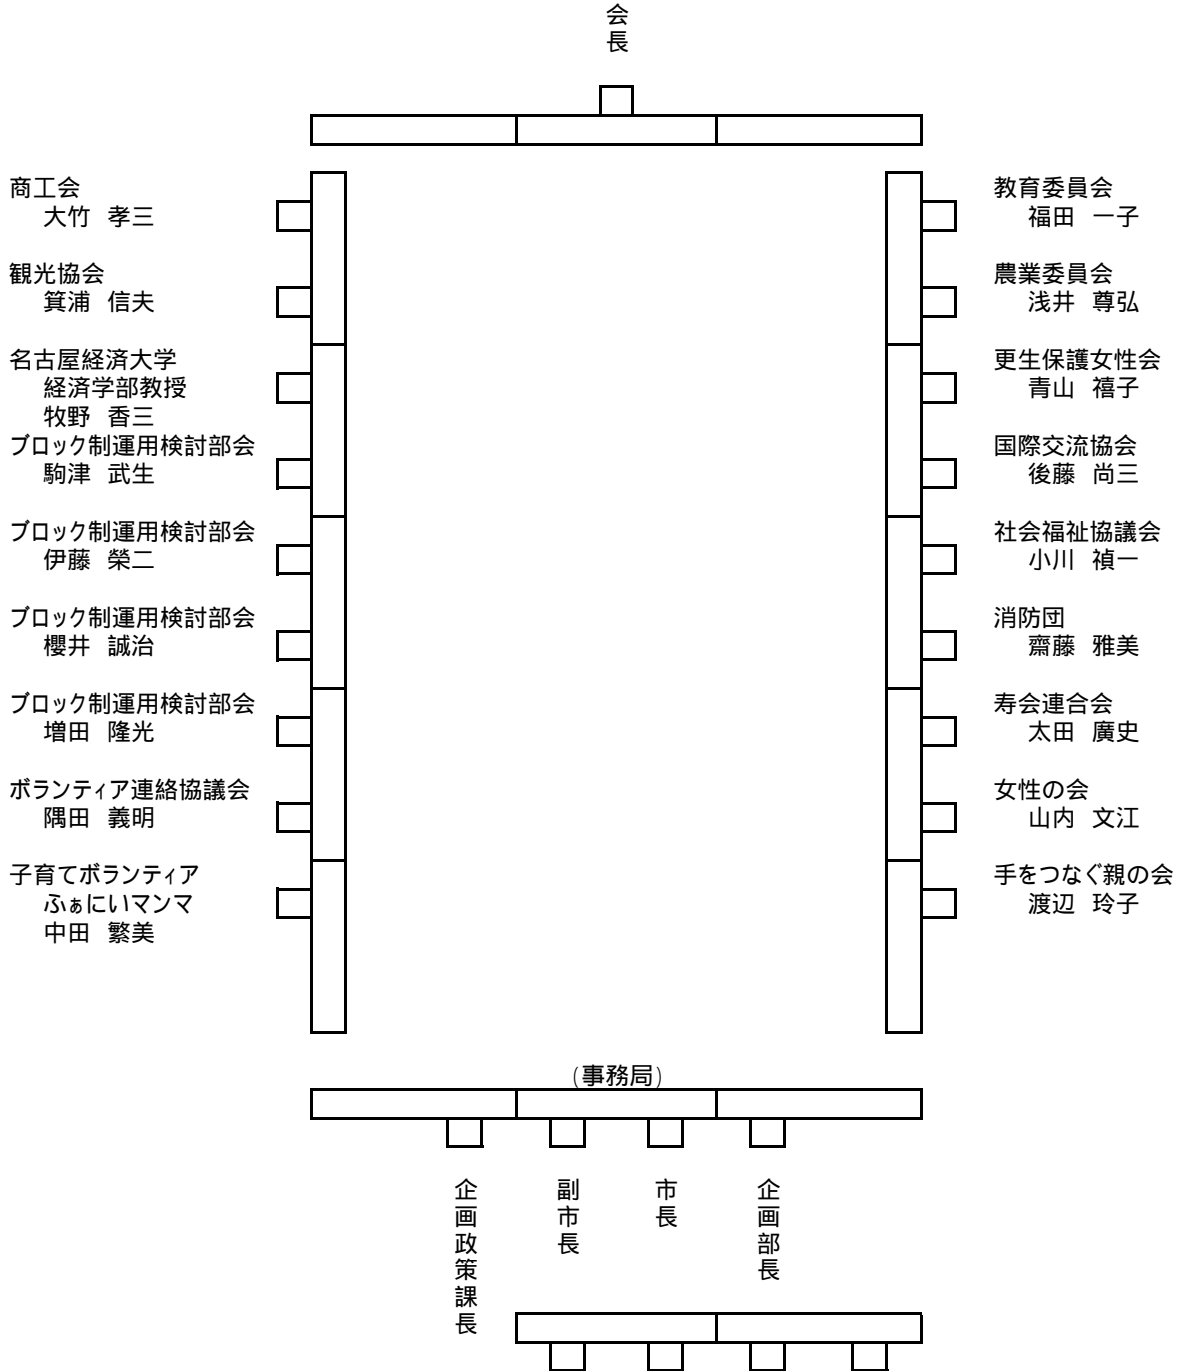 会長
商工会
大竹 孝三
観光協会
箕浦 信夫
名古屋経済大学
経済学部教授
牧野 香三
ブロック制運用検討部会
駒津 武生
ブロック制運用検討部会
伊藤 榮二
ブロック制運用検討部会
櫻井 誠治
ブロック制運用検討部会
増田 隆光
ボランティア連絡協議会
隅田 義明
子育てボランティア
ふぁにいマンマ
中田 繁美
教育委員会
福田 一子
農業委員会
浅井 尊弘
更生保護女性会
青山 禧子
国際交流協会
後藤 尚三
社会福祉協議会
小川 禎一
消防団
齋藤 雅美
寿会連合会
太田 廣史
女性の会
山内 文江
手をつなぐ親の会
渡辺 玲子
(事務局)
企画政策課長
副市長
市長
企画部長